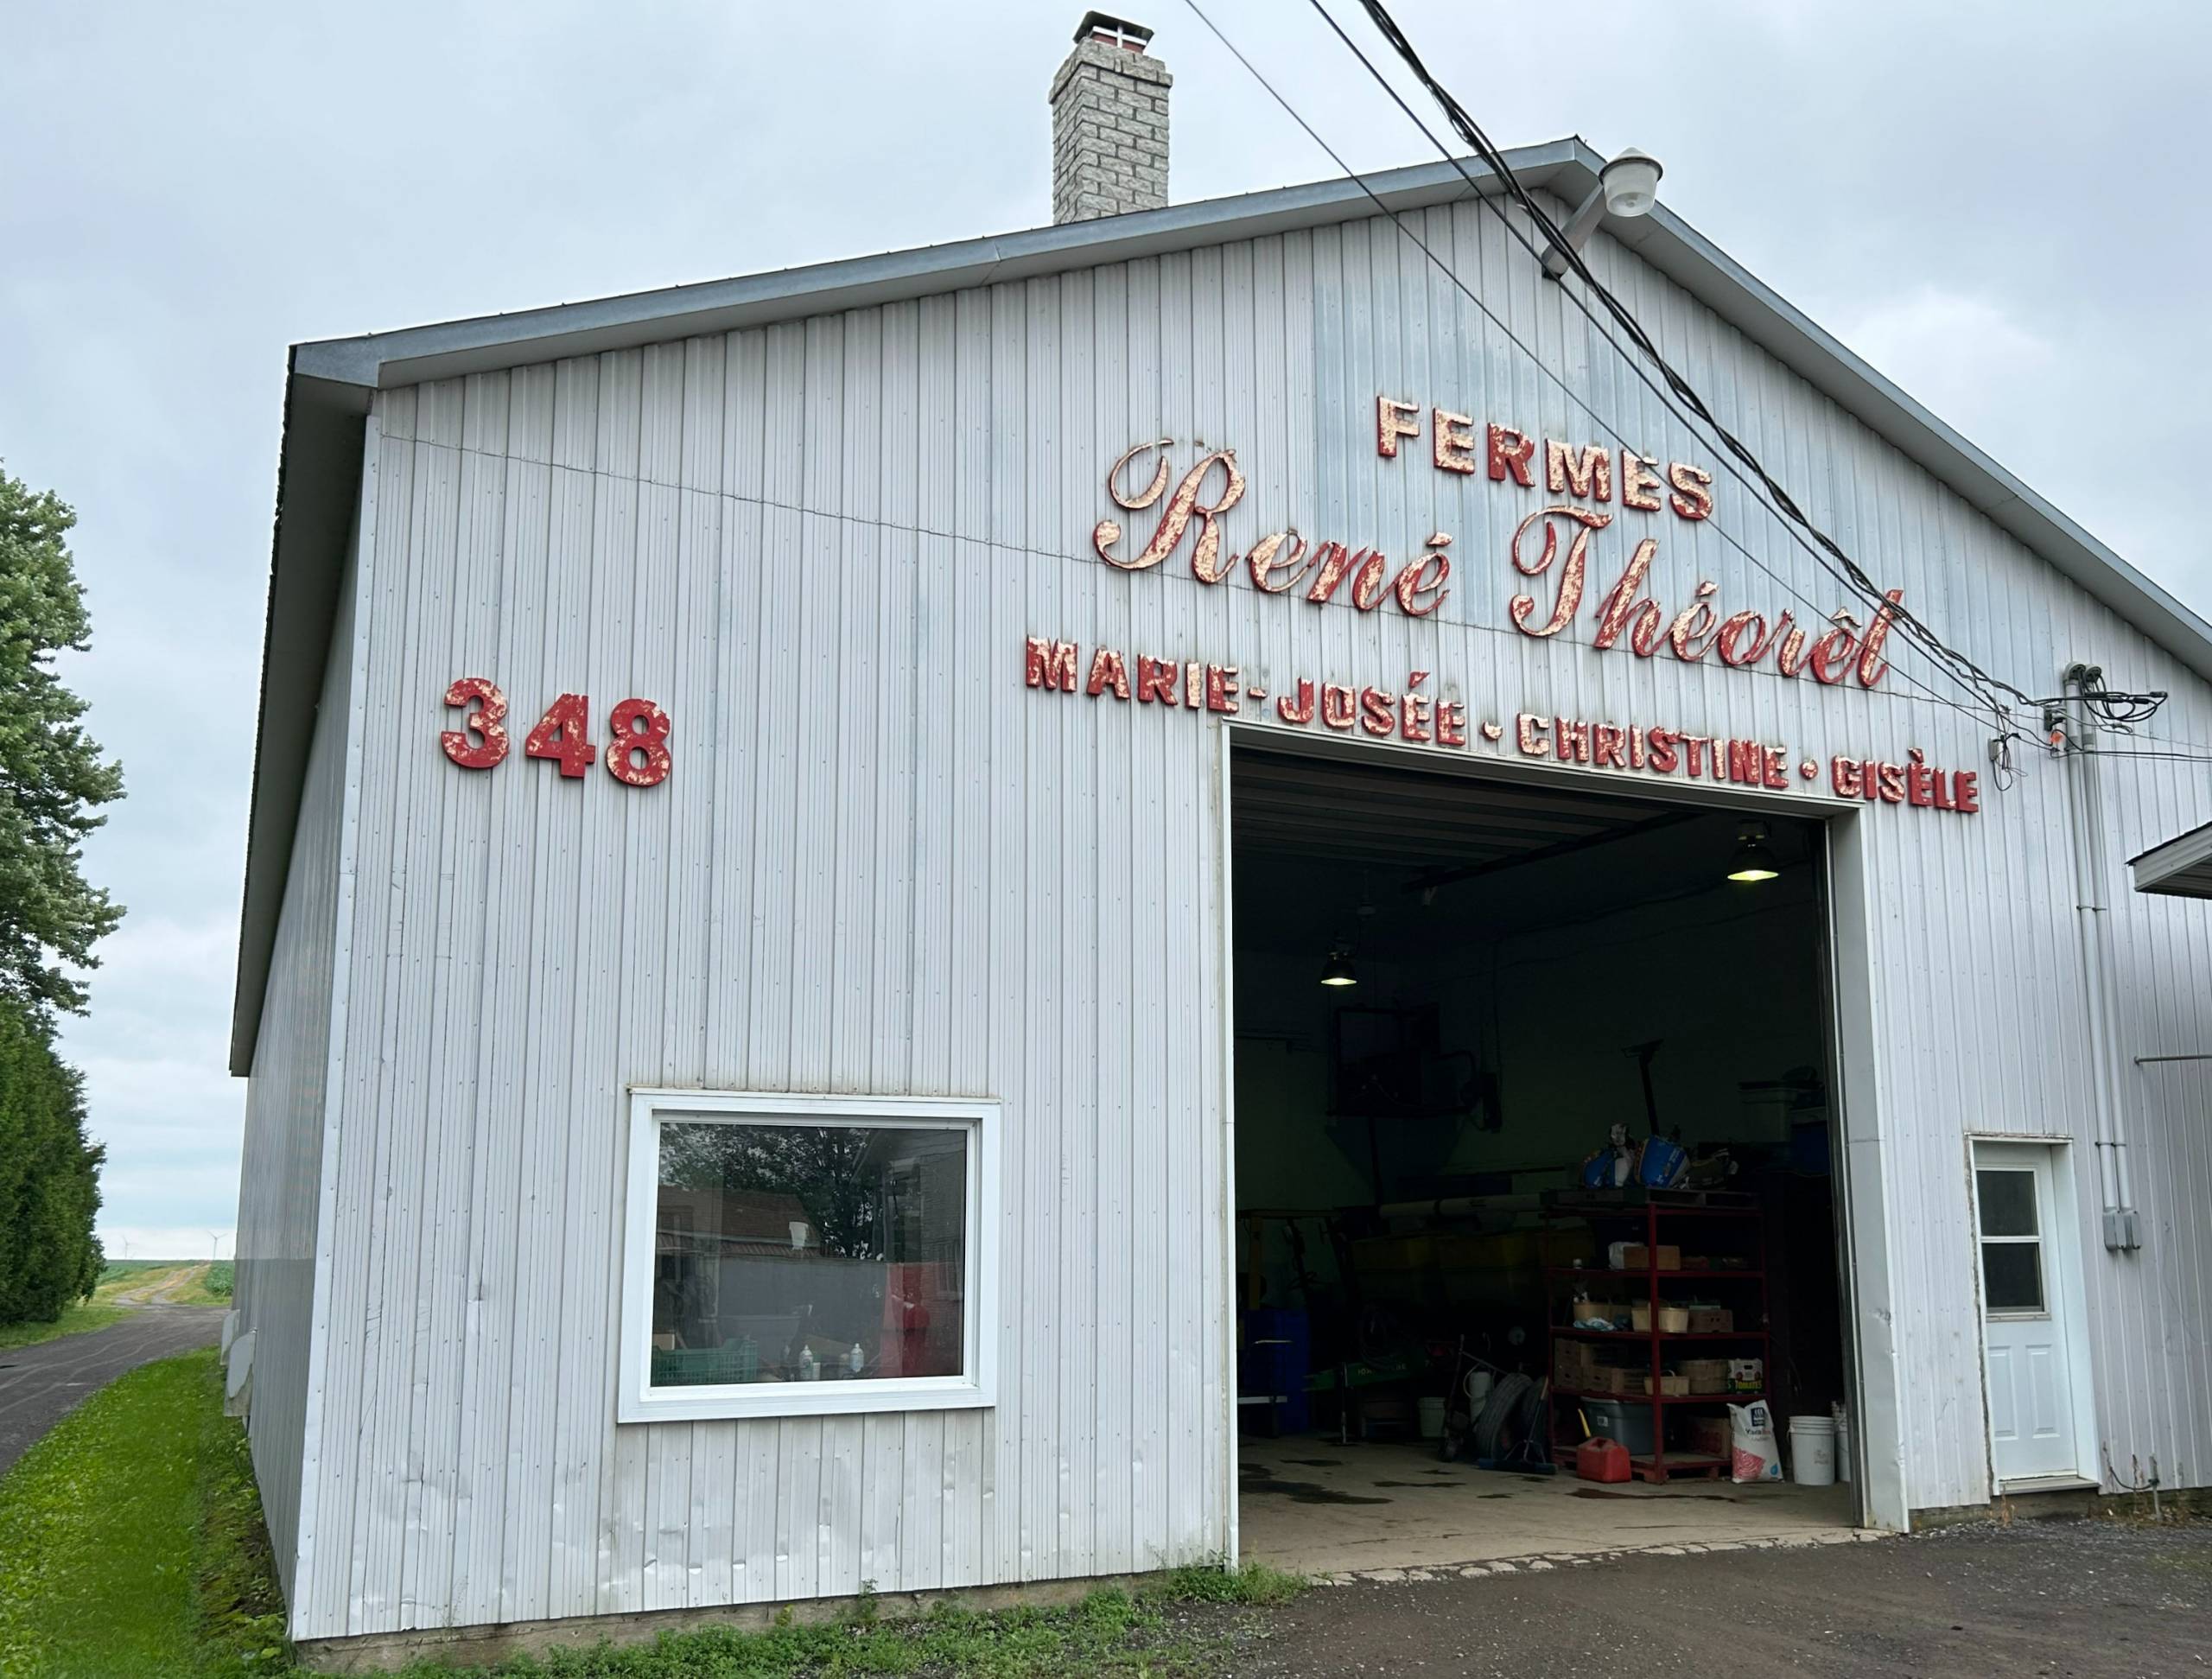 FERMES
René Théorêt
MARIE-JOSÉE • CHRISTINE • GISÈLE
348